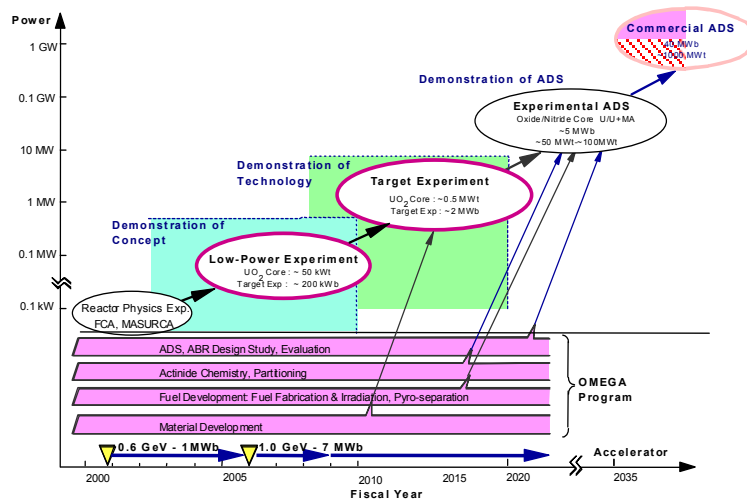 Power
1 GW
0.1 GW
10 MW
1 MW
0.1 MW
0.1 kW
Commercial ADS
40 MWb
~1000 MWt
Demonstration of ADS
Experimental ADS
Oxide/Nitride Core U/U+MA
~5 MWb
~50 MWt-~100MWt
Demonstration of
Technology
Target Experiment
UO2 Core : ~0.5 MWt
Target Exp : ~2 MWb
Demonstration of
Concept
Low-Power Experiment
UO2 Core : ~ 50 kWt
Target Exp : ~ 200 kWb
Reactor Physics Exp.
FCA, MASURCA
ADS, ABR Design Study, Evaluation
Actinide Chemistry, Partitioning
Fuel Development: Fuel Fabrication & Irradiation, Pyro-separation
Material Development
OMEGA
Program
0.6 GeV - 1MWb
1.0 GeV - 7 MWb
Accelerator
2000
2005
2010
2015
2020
2035
Fiscal Year